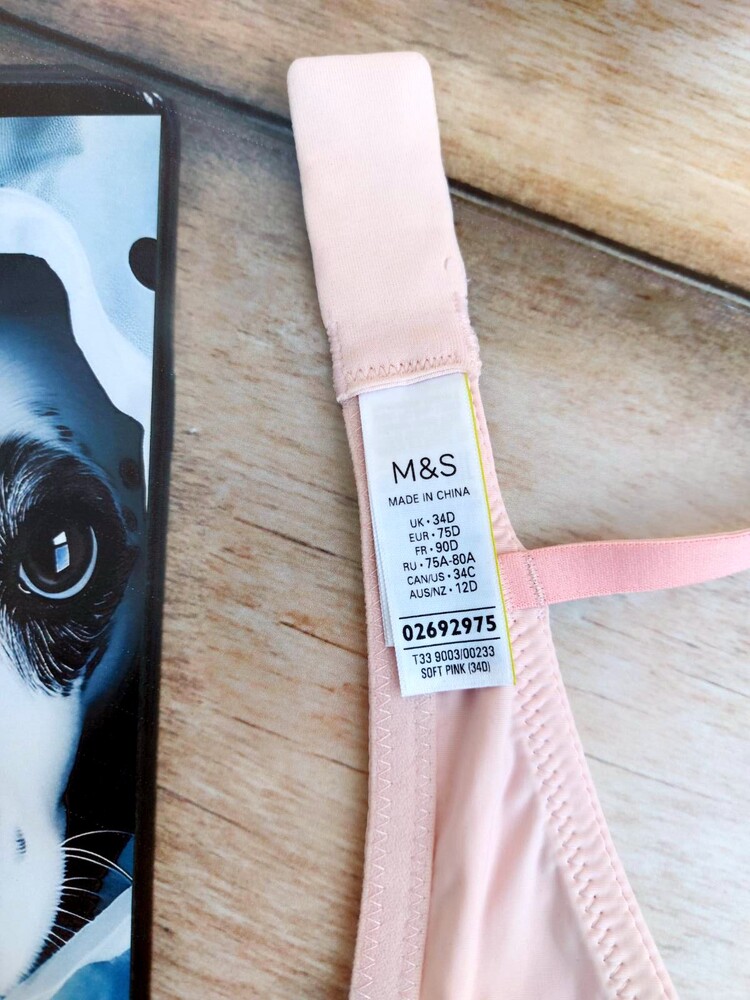 M&S
MADE IN CHINA
UK • 34D
EUR • 75D
FR • 90D
RU • 75A-80A
CAN/US • 34C
AUS/NZ • 12D
02692975
T33 9003/00233
SOFT PINK (34D)